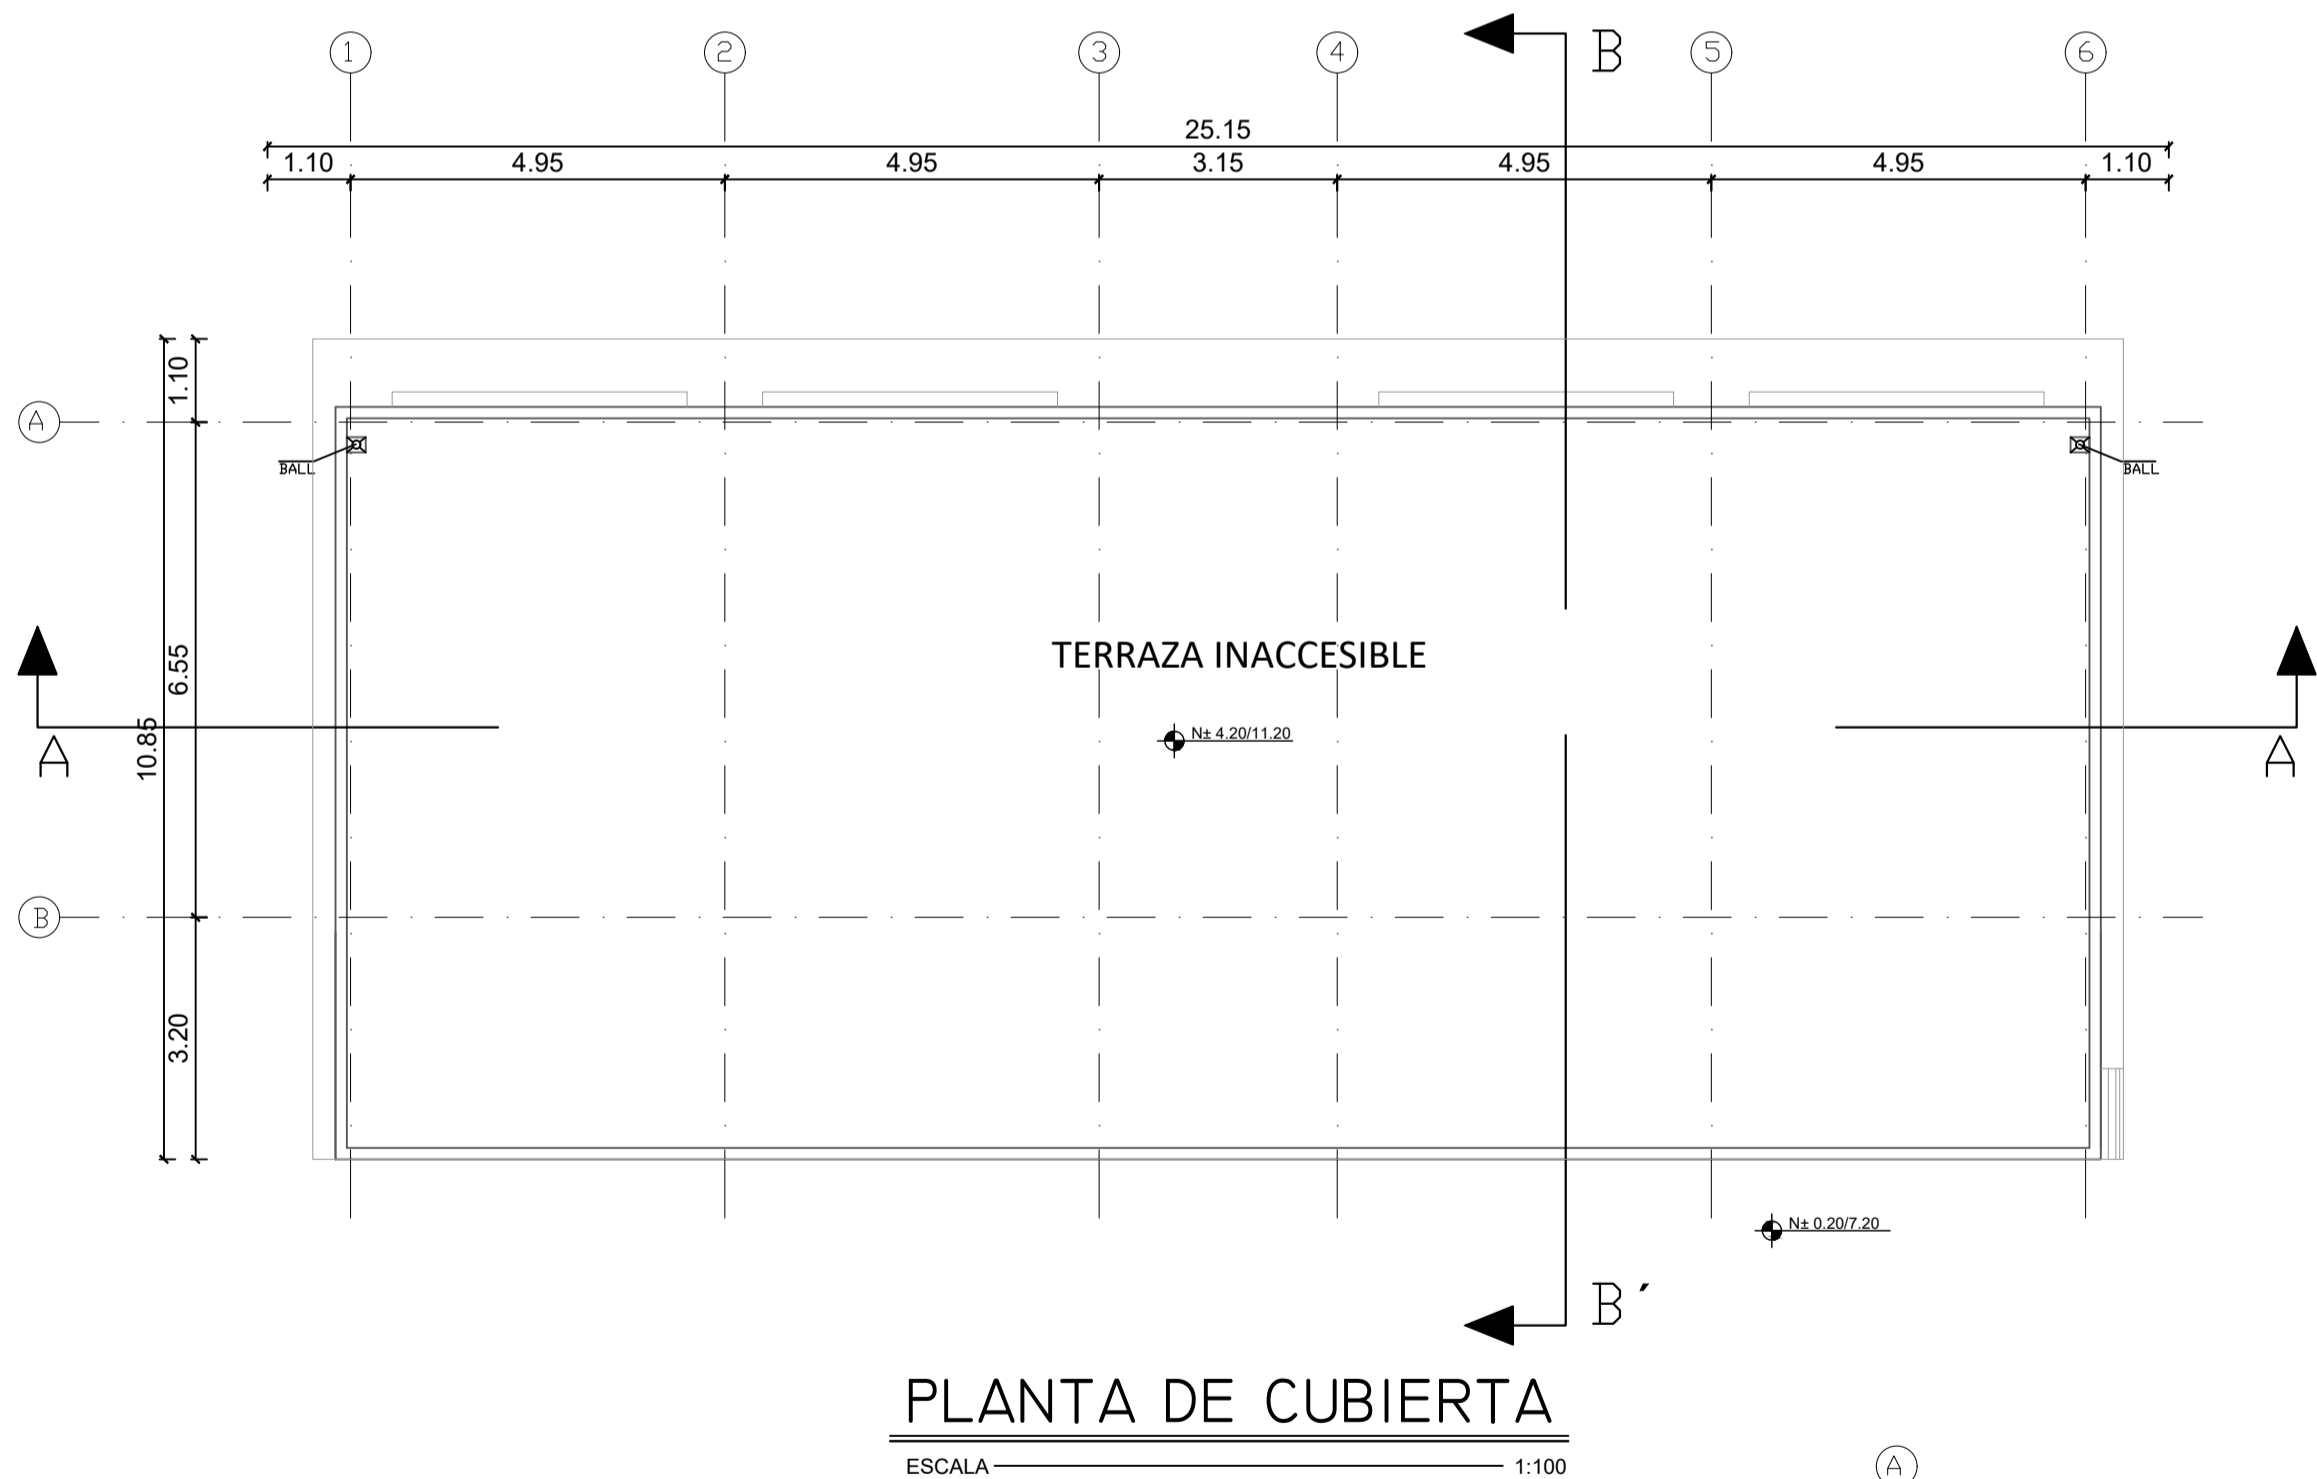 1 2 3 4 5 6
B
25.15
1.10 4.95 4.95 3.15 4.95 4.95 1.10
1.10
A
BALL BALL
TERRAZA INACCESIBLE
6.55
10.85
N± 4.20/11.20
A A
B
3.20
N± 0.20/7.20
B´
PLANTA DE CUBIERTA
ESCALA 1:100
A